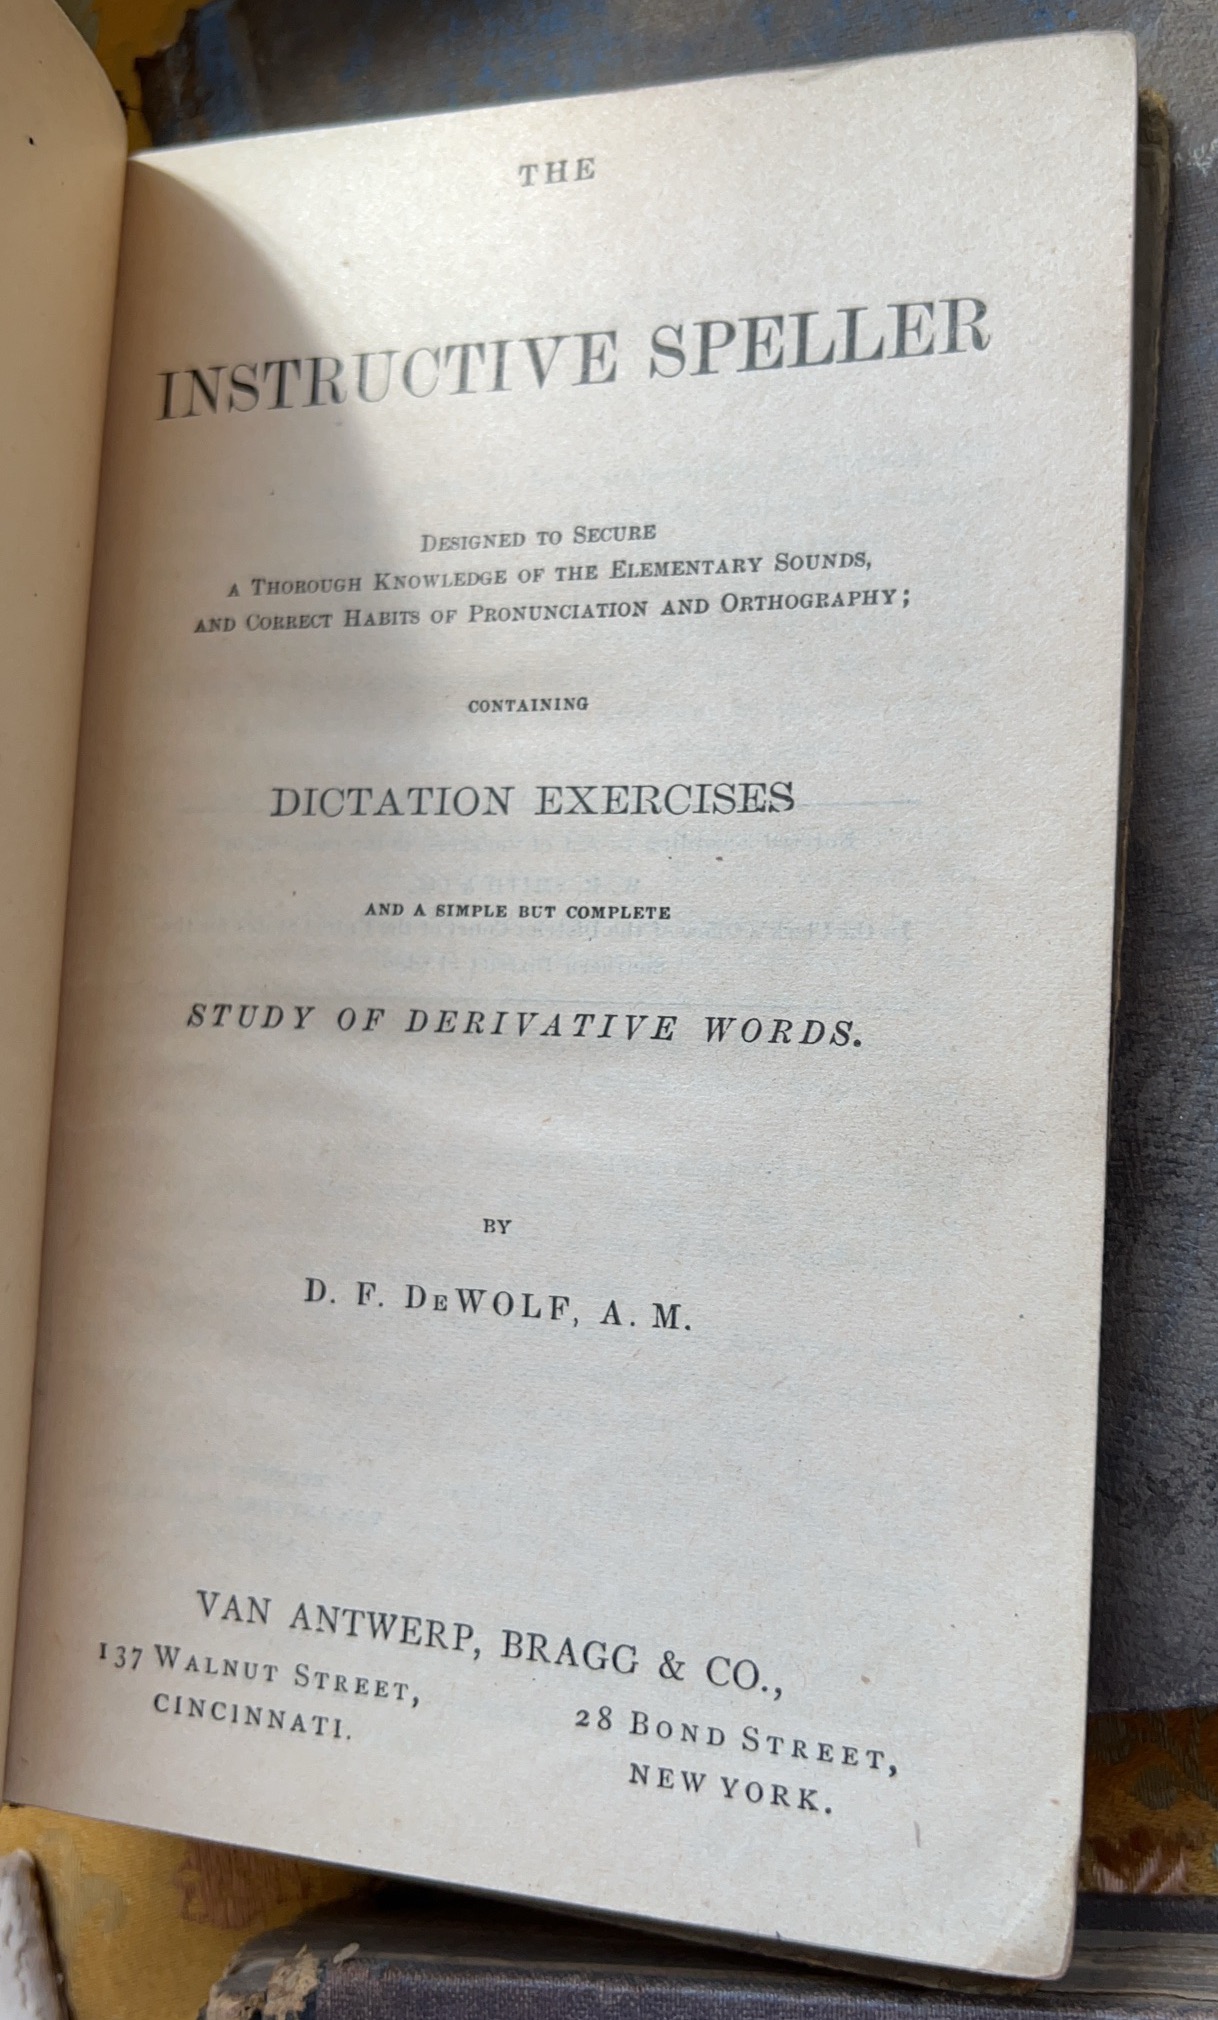 THE
INSTRUCTIVE SPELLER
DESIGNED TO SECURE
A THOROUGH KNOWLEDGE OF THE ELEMENTARY SOUNDS,
AND CORRECT HABITS OF PRONUNCIATION AND ORTHOGRAPHY;
CONTAINING
DICTATION EXERCISES
AND A SIMPLE BUT COMPLETE
STUDY OF DERIVATIVE WORDS.
BY
D. F. DEWOLF, A. M.
VAN ANTWERP, BRAGG & CO.,
137 WALNUT STREET,
CINCINNATI.
28 BOND STREET,
NEW YORK.